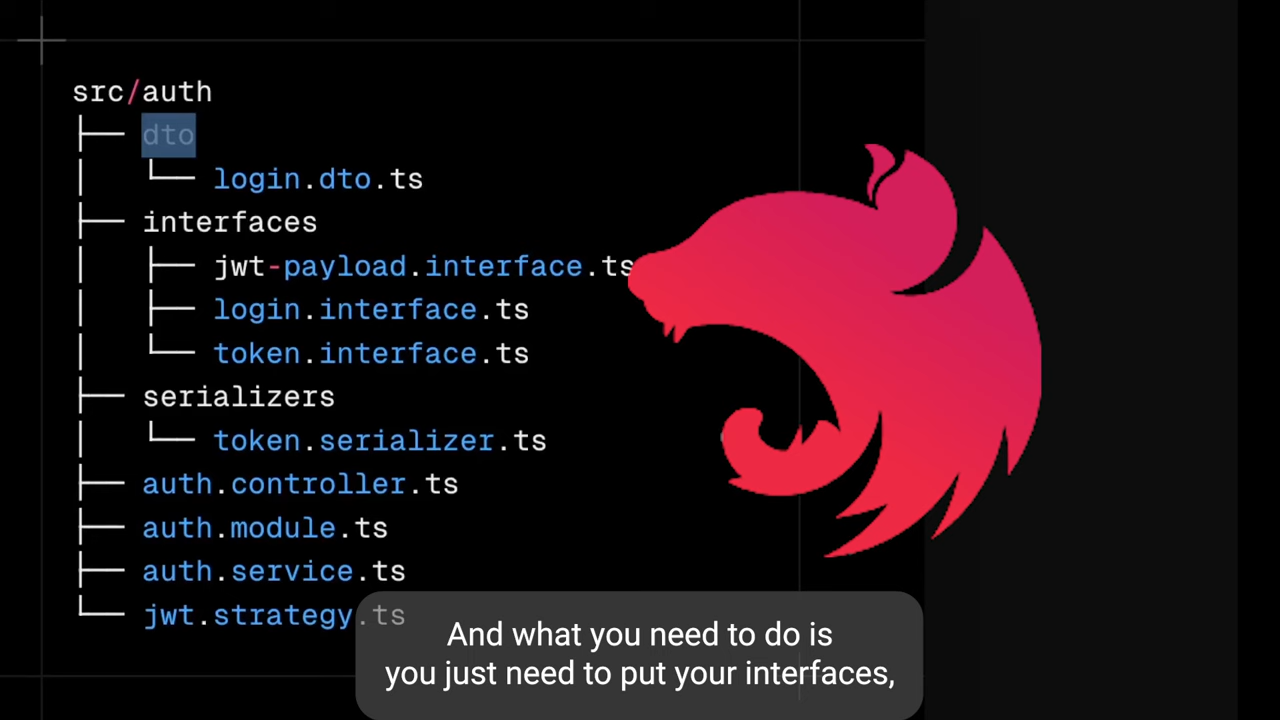 src/auth
├── dto
│   └── login.dto.ts
├── interfaces
│   ├── jwt-payload.interface.ts
│   ├── login.interface.ts
│   └── token.interface.ts
├── serializers
│   └── token.serializer.ts
├── auth.controller.ts
├── auth.module.ts
├── auth.service.ts
└── jwt.strategy.ts
And what you need to do is
you just need to put your interfaces,